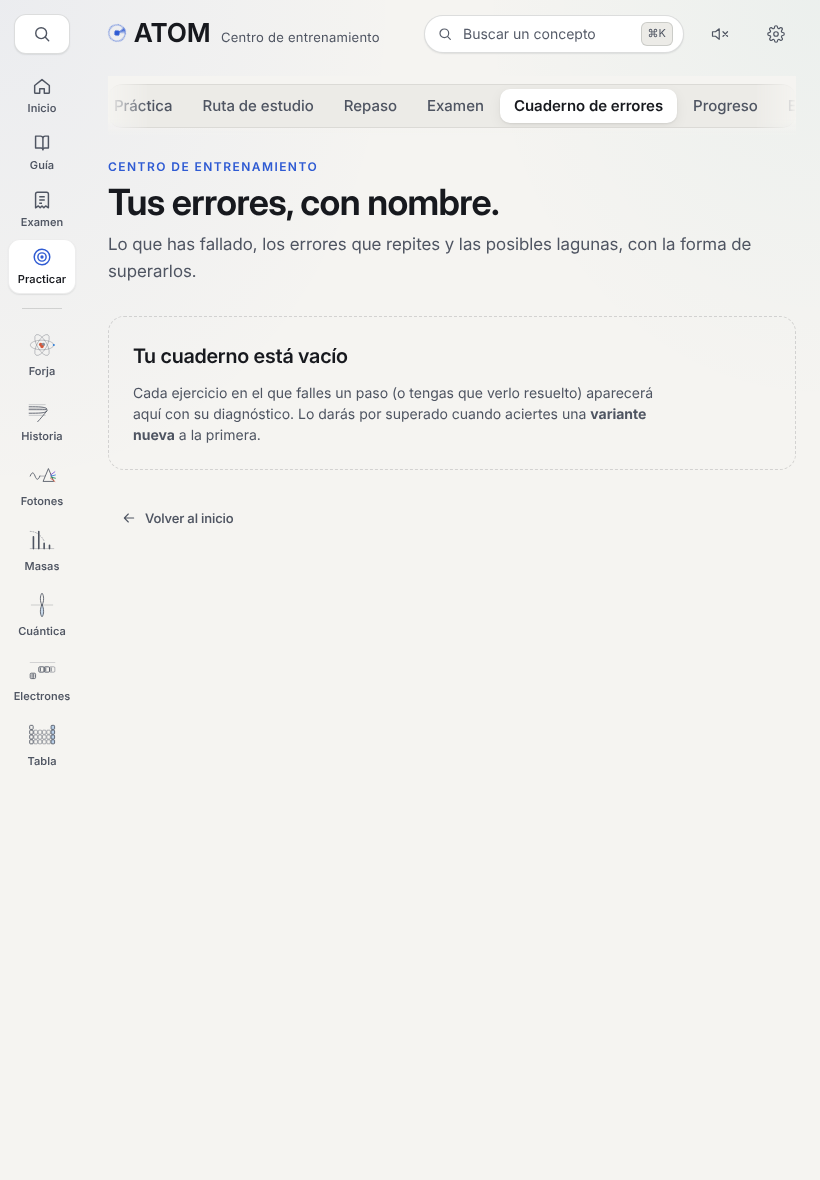 ATOM Centro de entrenamiento
Buscar un concepto ⌘K
Inicio
Guía
Examen
Practicar
Forja
Historia
Fotones
Masas
Cuántica
Electrones
Tabla
Práctica Ruta de estudio Repaso Examen Cuaderno de errores Progreso
CENTRO DE ENTRENAMIENTO
Tus errores, con nombre.
Lo que has fallado, los errores que repites y las posibles lagunas, con la forma de
superarlos.
Tu cuaderno está vacío
Cada ejercicio en el que falles un paso (o tengas que verlo resuelto) aparecerá
aquí con su diagnóstico. Lo darás por superado cuando aciertes una variante
nueva a la primera.
Volver al inicio